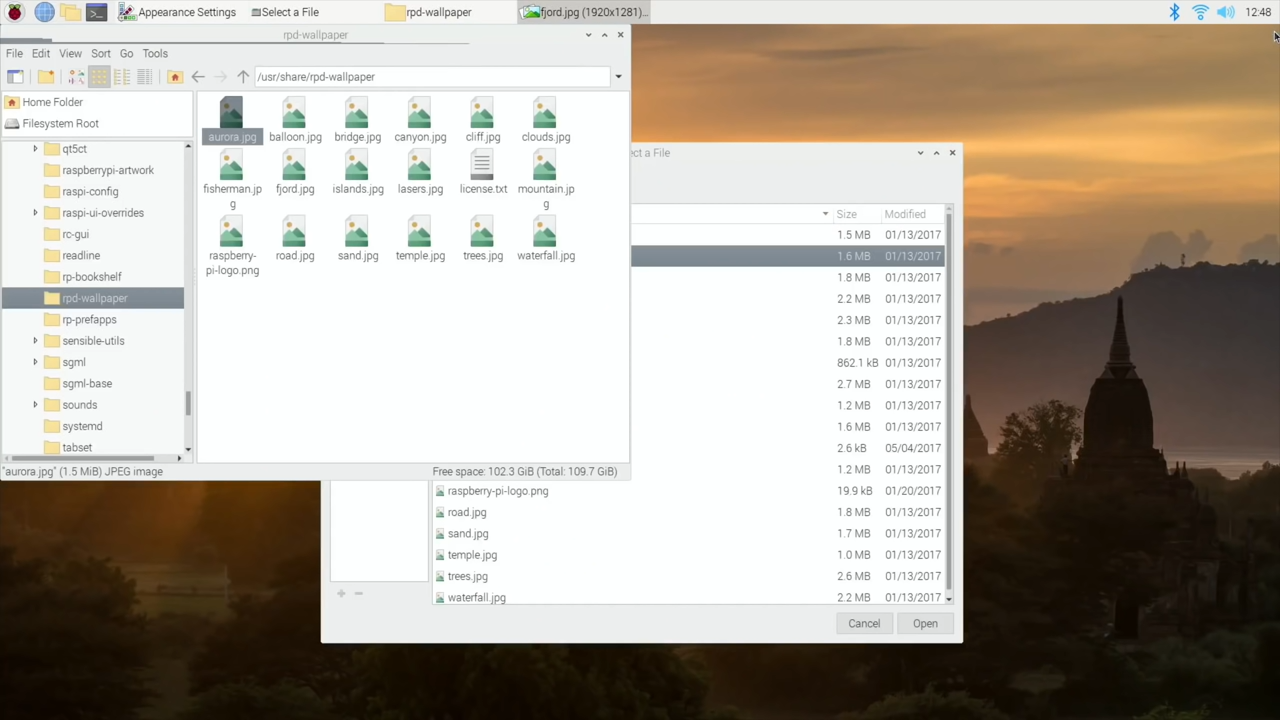 Appearance Settings Select a File rpd-wallpaper fjord.jpg (1920x1281)... 12:48
rpd-wallpaper
File Edit View Sort Go Tools
/usr/share/rpd-wallpaper
Home Folder
Filesystem Root
qt5ct
raspberrypi-artwork
raspi-config
raspi-ui-overrides
rc-gui
readline
rp-bookshelf
rpd-wallpaper
rp-prefapps
sensible-utils
sgml
sgml-base
sounds
systemd
tabset
aurora.jpg balloon.jpg bridge.jpg canyon.jpg cliff.jpg clouds.jpg
fisherman.jp
g fjord.jpg islands.jpg lasers.jpg license.txt mountain.jp
g
raspberry-
pi-logo.png road.jpg sand.jpg temple.jpg trees.jpg waterfall.jpg
"aurora.jpg" (1.5 MiB) JPEG image Free space: 102.3 GiB (Total: 109.7 GiB)
ct a File
Size Modified
1.5 MB 01/13/2017
1.6 MB 01/13/2017
1.8 MB 01/13/2017
2.2 MB 01/13/2017
2.3 MB 01/13/2017
1.8 MB 01/13/2017
862.1 kB 01/13/2017
2.7 MB 01/13/2017
1.2 MB 01/13/2017
1.6 MB 01/13/2017
2.6 kB 05/04/2017
1.2 MB 01/13/2017
raspberry-pi-logo.png 19.9 kB 01/20/2017
road.jpg 1.8 MB 01/13/2017
sand.jpg 1.7 MB 01/13/2017
temple.jpg 1.0 MB 01/13/2017
trees.jpg 2.6 MB 01/13/2017
waterfall.jpg 2.2 MB 01/13/2017
Cancel Open